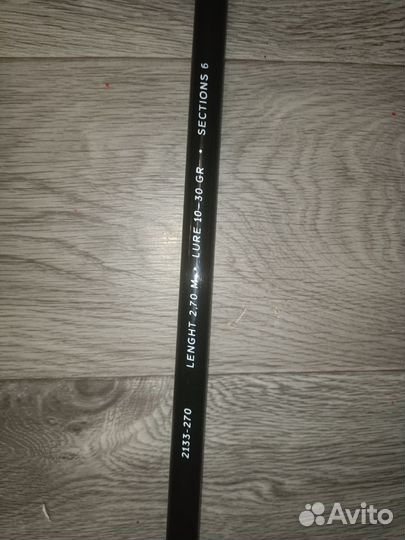 2133-270 LENGHT 2,70 M • LURE 10–30 GR • SECTIONS 6
Avito